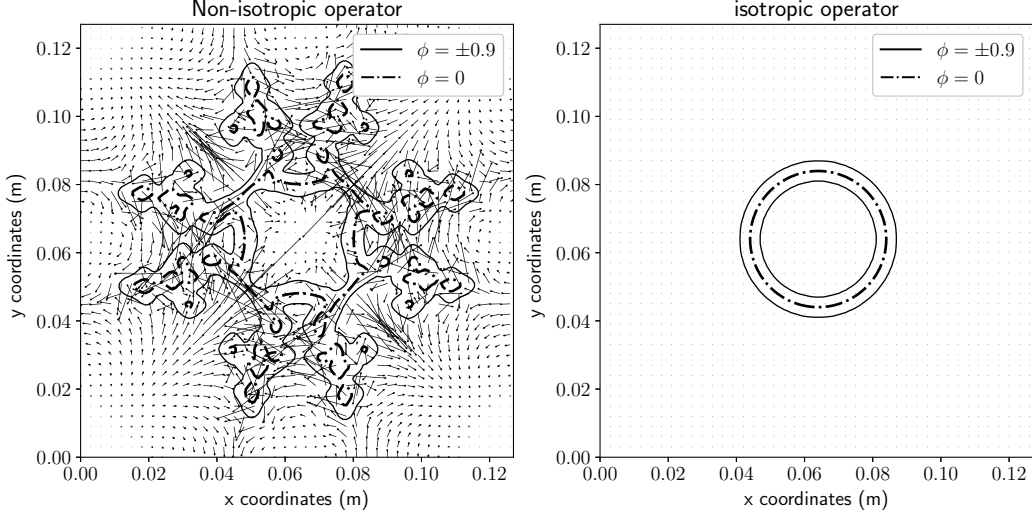 Non-isotropic operator
ϕ = ±0.9
ϕ = 0
0.12
0.10
0.08
0.06
0.04
0.02
0.00
y coordinates (m)
0.00 0.02 0.04 0.06 0.08 0.10 0.12
x coordinates (m)
isotropic operator
ϕ = ±0.9
ϕ = 0
0.12
0.10
0.08
0.06
0.04
0.02
0.00
y coordinates (m)
0.00 0.02 0.04 0.06 0.08 0.10 0.12
x coordinates (m)